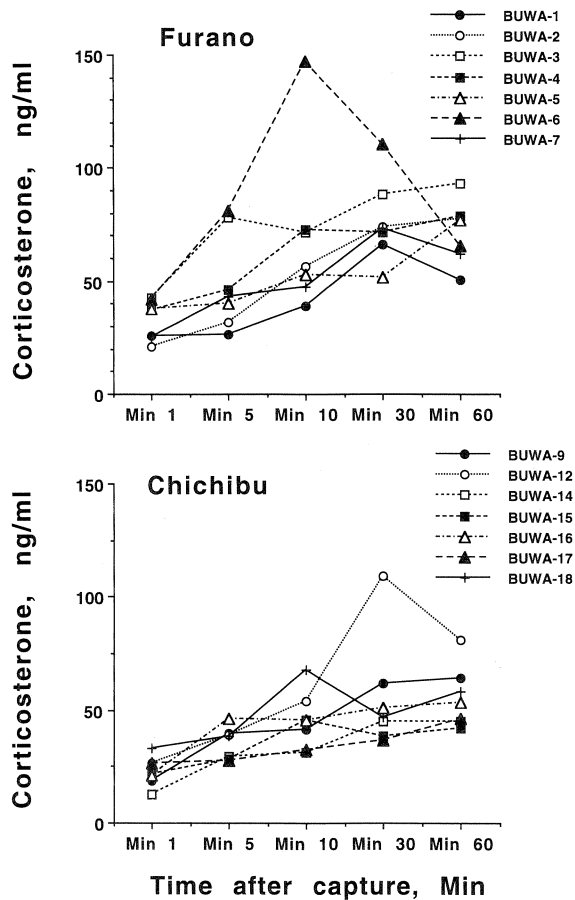 Furano
BUWA-1
BUWA-2
BUWA-3
BUWA-4
BUWA-5
BUWA-6
BUWA-7
Corticosterone, ng/ml
150
100
50
0
Min 1 Min 5 Min 10 Min 30 Min 60
Chichibu
BUWA-9
BUWA-12
BUWA-14
BUWA-15
BUWA-16
BUWA-17
BUWA-18
Corticosterone, ng/ml
150
100
50
0
Min 1 Min 5 Min 10 Min 30 Min 60
Time after capture, Min